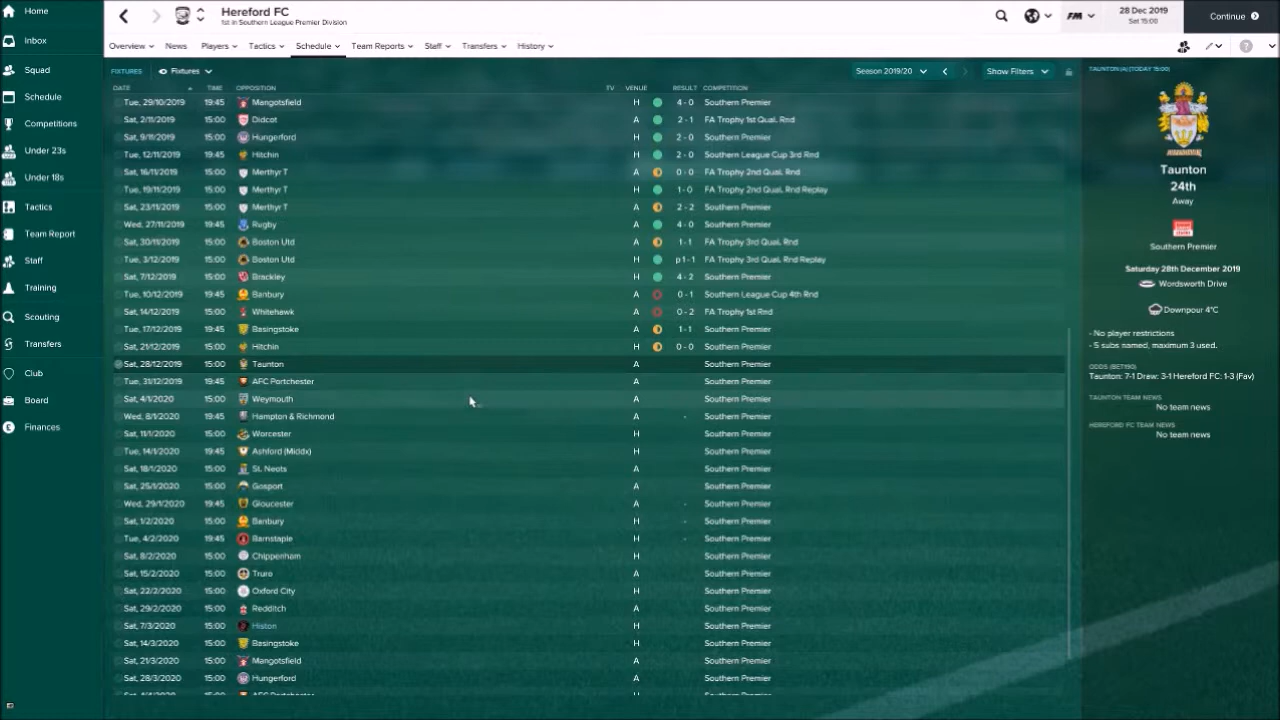 Home
Hereford FC
1st in Southern League Premier Division
FM
28 Dec 2019
Sat 15:00
Continue
Inbox
Overview News Players Tactics Schedule Team Reports Staff Transfers History
Squad
Schedule
Competitions
Under 23s
Under 18s
Tactics
Team Report
Staff
Training
Scouting
Transfers
Club
Board
Finances
FIXTURES Fixtures Season 2019/20 Show Filters
DATE TIME OPPOSITION TV VENUE RESULT COMPETITION
Tue, 29/10/2019 19:45 Mangotsfield H 4 - 0 Southern Premier
Sat, 2/11/2019 15:00 Didcot A 2 - 1 FA Trophy 1st Qual. Rnd
Sat, 9/11/2019 15:00 Hungerford H 2 - 0 Southern Premier
Tue, 12/11/2019 19:45 Hitchin H 2 - 0 Southern League Cup 3rd Rnd
Sat, 16/11/2019 15:00 Merthyr T A 0 - 0 FA Trophy 2nd Qual. Rnd
Tue, 19/11/2019 19:45 Merthyr T H 1 - 0 FA Trophy 2nd Qual. Rnd Replay
Sat, 23/11/2019 15:00 Merthyr T A 2 - 2 Southern Premier
Wed, 27/11/2019 19:45 Rugby A 4 - 0 Southern Premier
Sat, 30/11/2019 15:00 Boston Utd A 1 - 1 FA Trophy 3rd Qual. Rnd
Tue, 3/12/2019 19:45 Boston Utd H p 1 - 1 FA Trophy 3rd Qual. Rnd Replay
Sat, 7/12/2019 15:00 Brackley H 4 - 2 Southern Premier
Tue, 10/12/2019 19:45 Banbury A 0 - 1 Southern League Cup 4th Rnd
Sat, 14/12/2019 15:00 Whitehawk A 0 - 2 FA Trophy 1st Rnd
Tue, 17/12/2019 19:45 Basingstoke A 1 - 1 Southern Premier
Sat, 21/12/2019 15:00 Hitchin H 0 - 0 Southern Premier
Sat, 28/12/2019 15:00 Taunton A Southern Premier
Tue, 31/12/2019 19:45 AFC Portchester A Southern Premier
Sat, 4/1/2020 15:00 Weymouth A Southern Premier
Wed, 8/1/2020 19:45 Hampton & Richmond A - Southern Premier
Sat, 11/1/2020 15:00 Worcester H Southern Premier
Tue, 14/1/2020 19:45 Ashford (Middx) H Southern Premier
Sat, 18/1/2020 15:00 St. Neots A Southern Premier
Sat, 25/1/2020 15:00 Gosport A Southern Premier
Wed, 29/1/2020 19:45 Gloucester A - Southern Premier
Sat, 1/2/2020 15:00 Banbury H - Southern Premier
Tue, 4/2/2020 19:45 Barnstaple H - Southern Premier
Sat, 8/2/2020 15:00 Chippenham H Southern Premier
Sat, 15/2/2020 15:00 Truro A Southern Premier
Sat, 22/2/2020 15:00 Oxford City H Southern Premier
Sat, 29/2/2020 15:00 Redditch A Southern Premier
Sat, 7/3/2020 15:00 Histon H Southern Premier
Sat, 14/3/2020 15:00 Basingstoke H Southern Premier
Sat, 21/3/2020 15:00 Mangotsfield A Southern Premier
Sat, 28/3/2020 15:00 Hungerford A Southern Premier
Sat, 4/4/2020 15:00 AFC Portchester H Southern Premier
TAUNTON (A) (TODAY 15:00)
Taunton
24th
Away
Southern Premier
Saturday 28th December 2019
Wordsworth Drive
Downpour 4°C
- No player restrictions
- 5 subs named, maximum 3 used.
ODDS (BET190)
Taunton: 7-1 Draw: 3-1 Hereford FC: 1-3 (Fav)
TAUNTON TEAM NEWS
No team news
HEREFORD FC TEAM NEWS
No team news